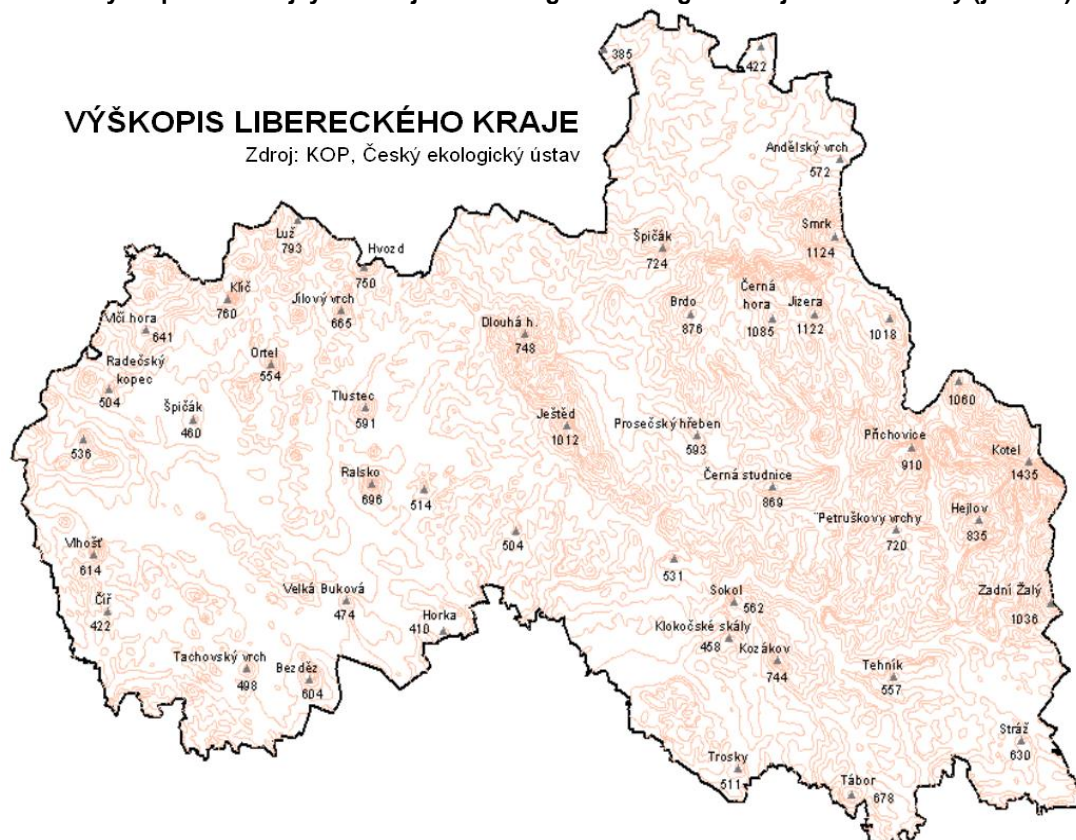 385
422
VÝŠKOPIS LIBERECKÉHO KRAJE
Zdroj: KOP, Český ekologický ústav
Andělský vrch
572
Smrk
1124
Luž
793
Hvozd
750
Špičák
724
Klíč
760
Jílový vrch
665
Brdo
876
Černá
hora
1085
Jizera
1122
1018
Vlčí hora
641
Dlouhá h.
748
Radečský
kopec
504
Ortel
554
1060
Špičák
460
Tlustec
591
Ještěd
1012
Prosečský hřeben
593
Příchovice
910
Kotel
1435
536
Ralsko
696
514
Černá studnice
869
Petruškovy vrchy
720
Hejlov
835
504
Vlhošť
614
531
Číř
422
Velká Buková
474
Horka
410
Sokol
562
Zadní Žalý
1036
Klokočské skály
458
Kozákov
744
Tachovský vrch
498
Bezděz
604
Tehník
557
Stráž
630
Trosky
511
Tábor
678